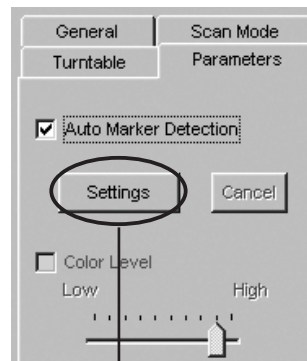 General Scan Mode
Turntable Parameters
Auto Marker Detection
Settings Cancel
Color Level
Low High